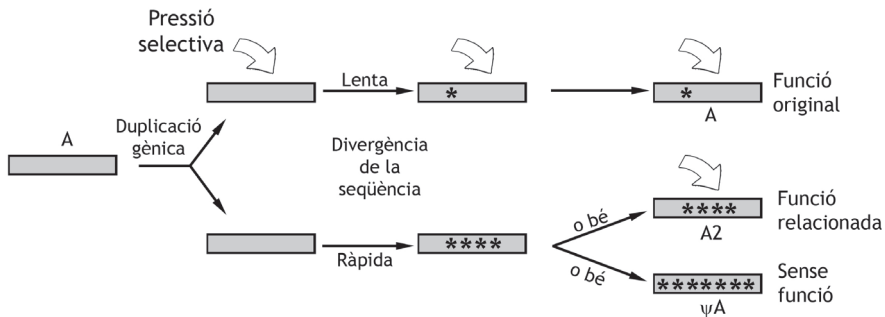 Pressió
selectiva
Lenta
*
*
Funció
original
A
A
Duplicació
gènica
Divergència
de la
seqüència
Ràpida
****
o bé
****
Funció
relacionada
A2
o bé
*******
Sense
funció
ψA